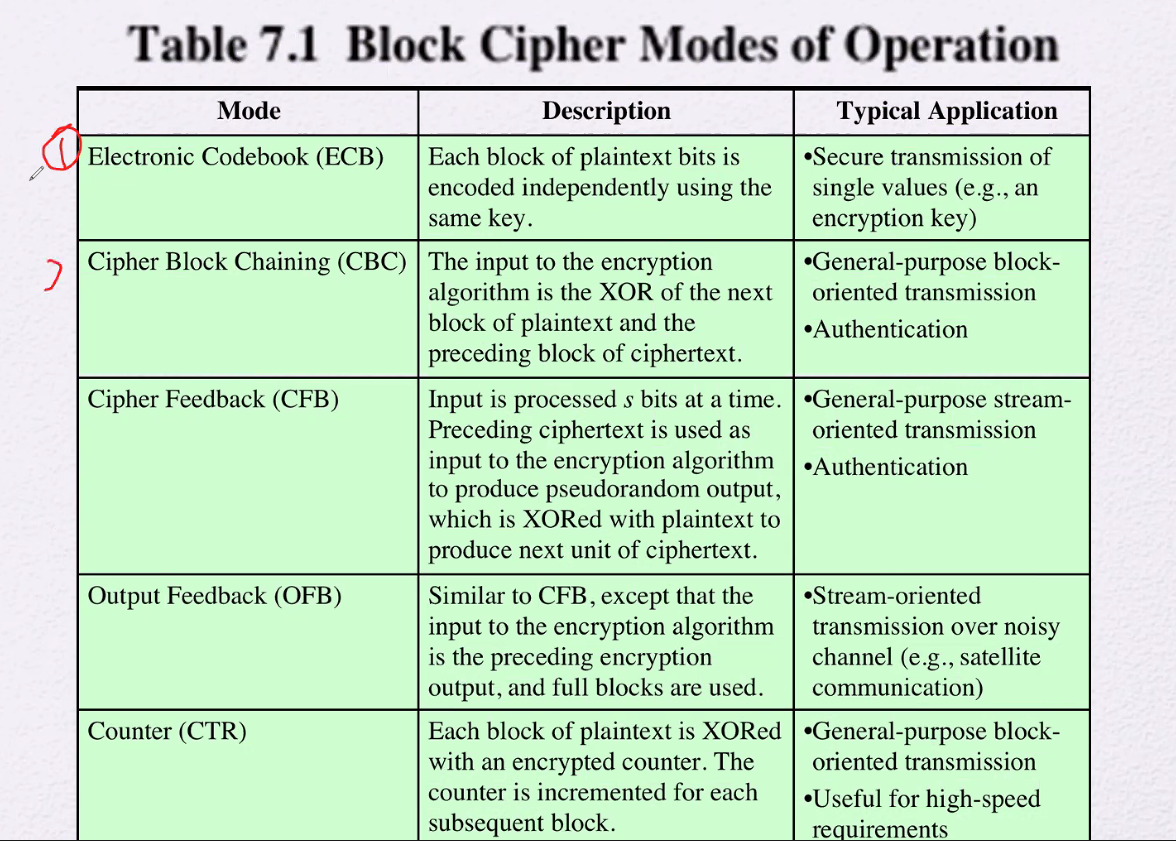 Table 7.1 Block Cipher Modes of Operation
Mode Description Typical Application
1
Electronic Codebook (ECB)
Each block of plaintext bits is
encoded independently using the
same key.
•Secure transmission of
single values (e.g., an
encryption key)
Cipher Block Chaining (CBC)
The input to the encryption
algorithm is the XOR of the next
block of plaintext and the
preceding block of ciphertext.
•General-purpose block-
oriented transmission
•Authentication
Cipher Feedback (CFB)
Input is processed s bits at a time.
Preceding ciphertext is used as
input to the encryption algorithm
to produce pseudorandom output,
which is XORed with plaintext to
produce next unit of ciphertext.
•General-purpose stream-
oriented transmission
•Authentication
Output Feedback (OFB)
Similar to CFB, except that the
input to the encryption algorithm
is the preceding encryption
output, and full blocks are used.
•Stream-oriented
transmission over noisy
channel (e.g., satellite
communication)
Counter (CTR)
Each block of plaintext is XORed
with an encrypted counter. The
counter is incremented for each
subsequent block.
•General-purpose block-
oriented transmission
•Useful for high-speed
requirements